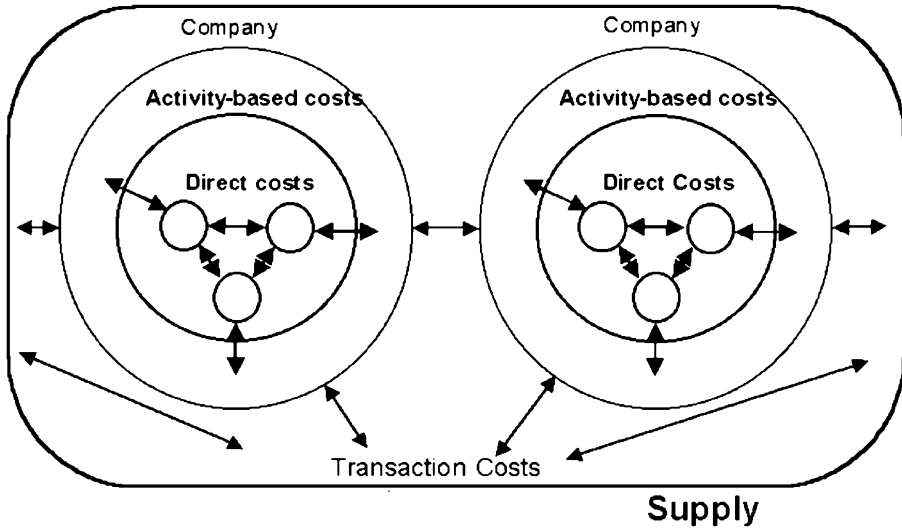 Company
Company
Activity-based costs
Activity-based costs
Direct costs
Direct Costs
Transaction Costs
Supply